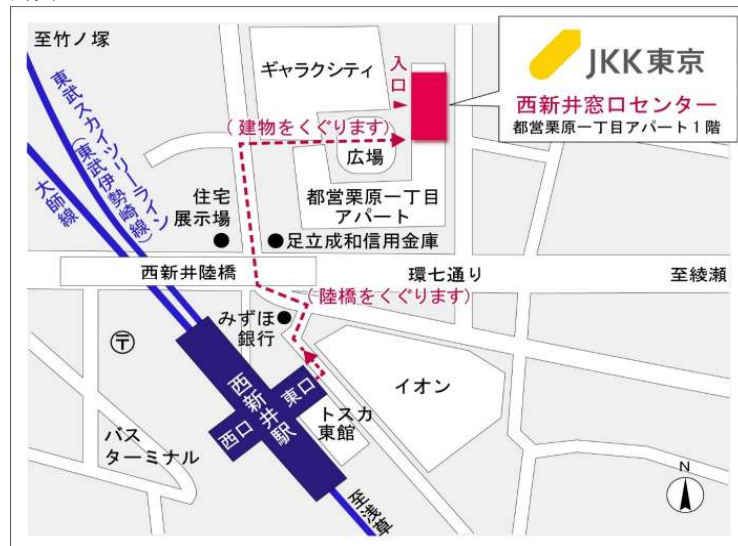 至竹ノ塚
東武スカイツリーライン
(東武伊勢崎線)
大師線
ギャラクシティ
入口
JKK東京
西新井窓口センター
都営栗原一丁目アパート1階
(建物をくぐります)
広場
住宅
展示場
都営栗原一丁目
アパート
足立成和信用金庫
西新井陸橋
環七通り
至綾瀬
(陸橋をくぐります)
みずほ
銀行
〒
西新井駅
東口
西口
イオン
トスカ
東館
バス
ターミナル
至浅草
N